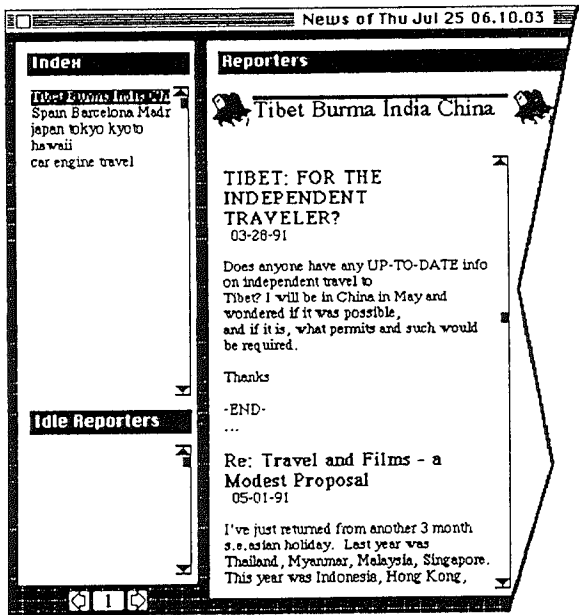 News of Thu Jul 25 06.10.03
Index
Tibet Burma India Chi
Spain Barcelona Madr
japan tokyo kyoto
hawaii
car engine travel
Idle Reporters
1
Reporters
Tibet Burma India China
TIBET: FOR THE
INDEPENDENT
TRAVELER?
03-28-91
Does anyone have any UP-TO-DATE info
on independent travel to
Tibet? I will be in China in May and
wondered if it was possible,
and if it is, what permits and such would
be required.
Thanks
-END-
...
Re: Travel and Films - a
Modest Proposal
05-01-91
I've just returned from another 3 month
s.e.asian holiday. Last year was
Thailand, Myanmar, Malaysia, Singapore.
This year was Indonesia, Hong Kong,